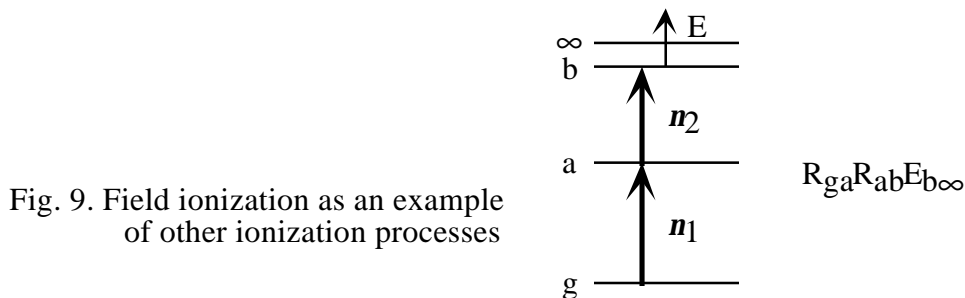 E
∞
b
n2
a
RgaRabEb∞
Fig. 9. Field ionization as an example
of other ionization processes
n1
g